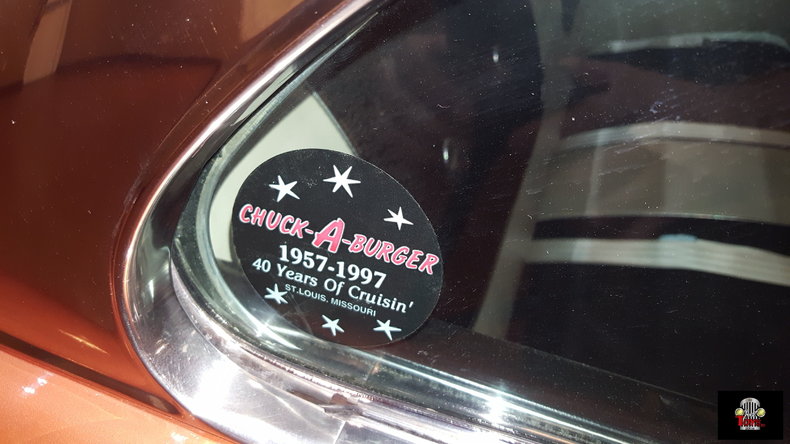 CHUCK-A-BURGER
1957-1997
40 Years Of Cruisin'
ST. LOUIS, MISSOURI